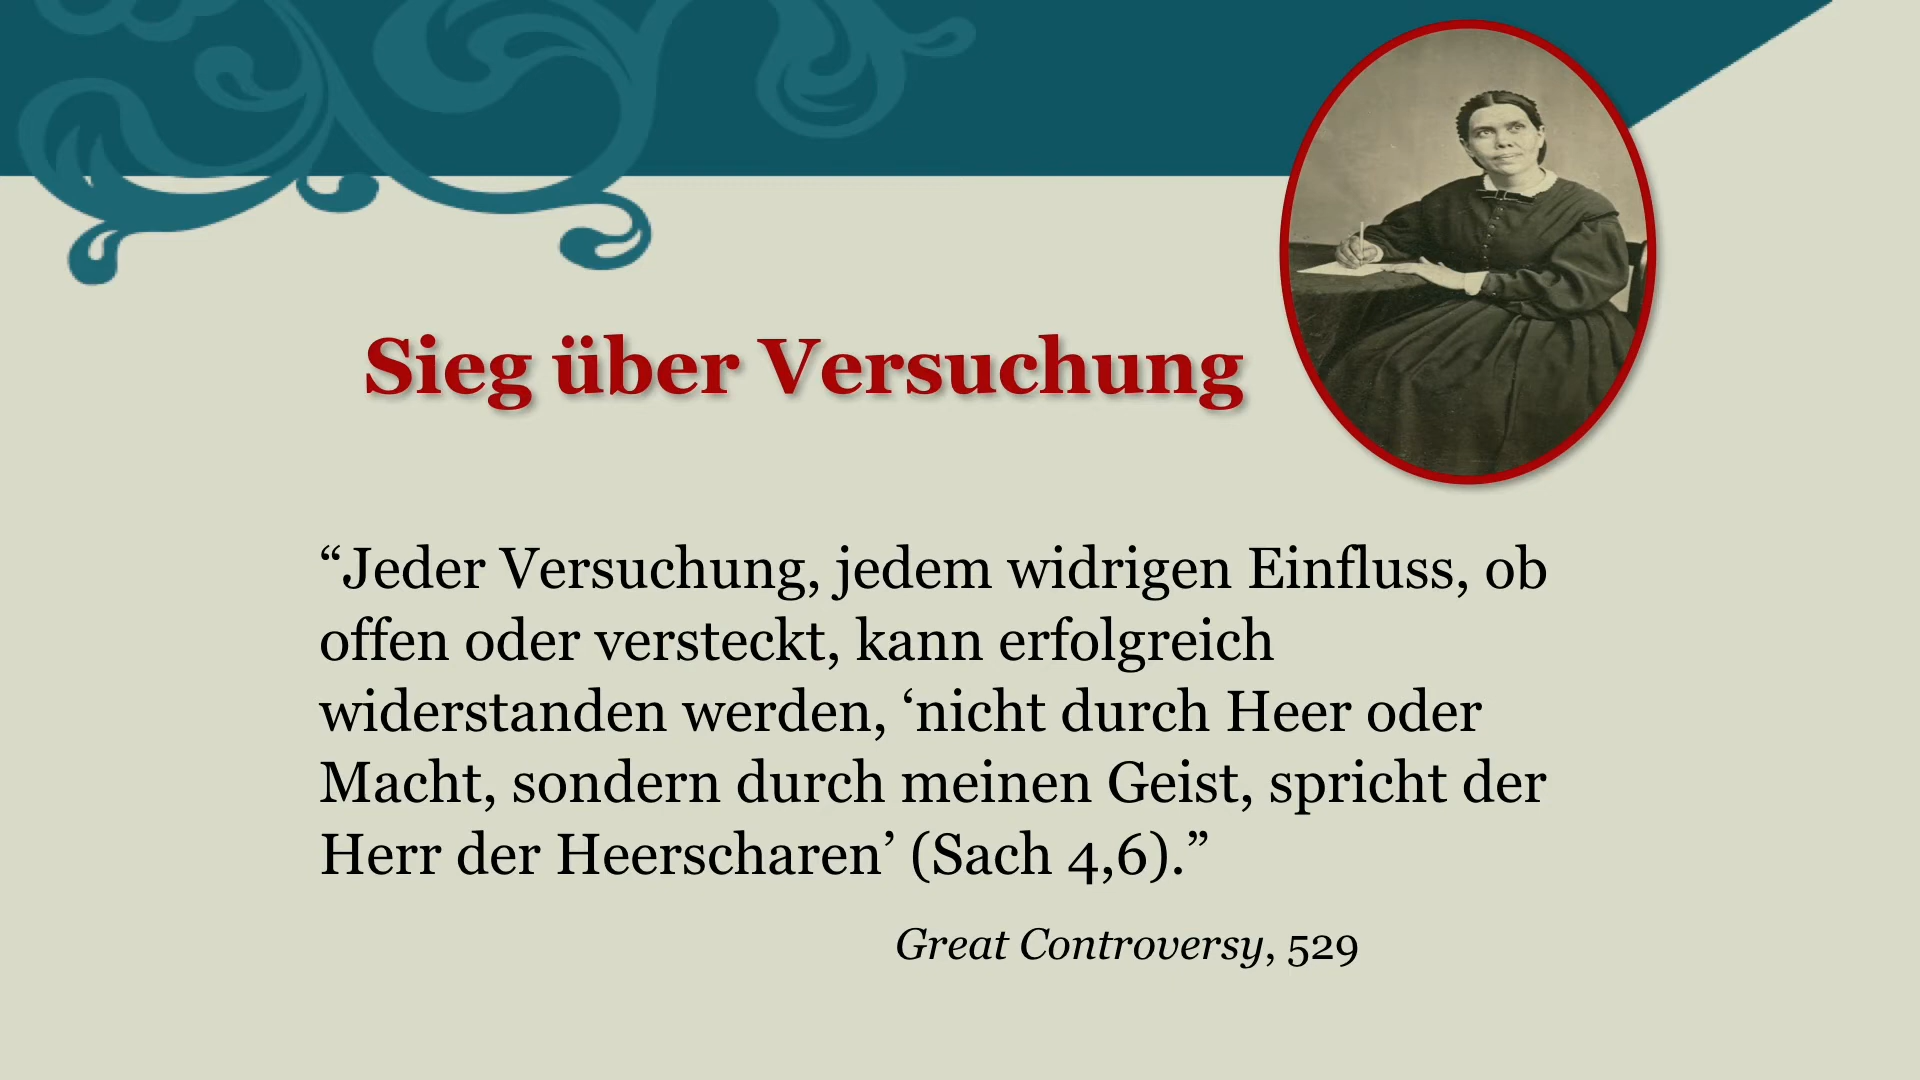 Sieg über Versuchung
“Jeder Versuchung, jedem widrigen Einfluss, ob
offen oder versteckt, kann erfolgreich
widerstanden werden, ‘nicht durch Heer oder
Macht, sondern durch meinen Geist, spricht der
Herr der Heerscharen’ (Sach 4,6).”
Great Controversy, 529